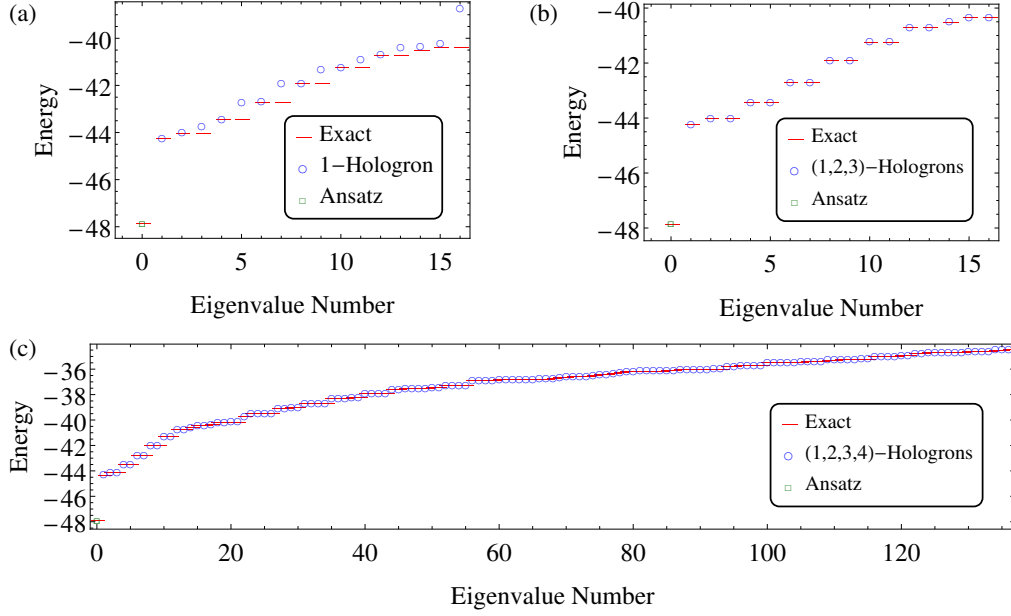 (a)
−40
−42
−44
−46
−48
Energy
Exact
1−Hologron
Ansatz
0 5 10 15
Eigenvalue Number
(b)
−40
−42
−44
−46
−48
Energy
Exact
(1,2,3)−Hologrons
Ansatz
0 5 10 15
Eigenvalue Number
(c)
−36
−38
−40
−42
−44
−46
−48
Energy
Exact
(1,2,3,4)−Hologrons
Ansatz
0 20 40 60 80 100 120
Eigenvalue Number